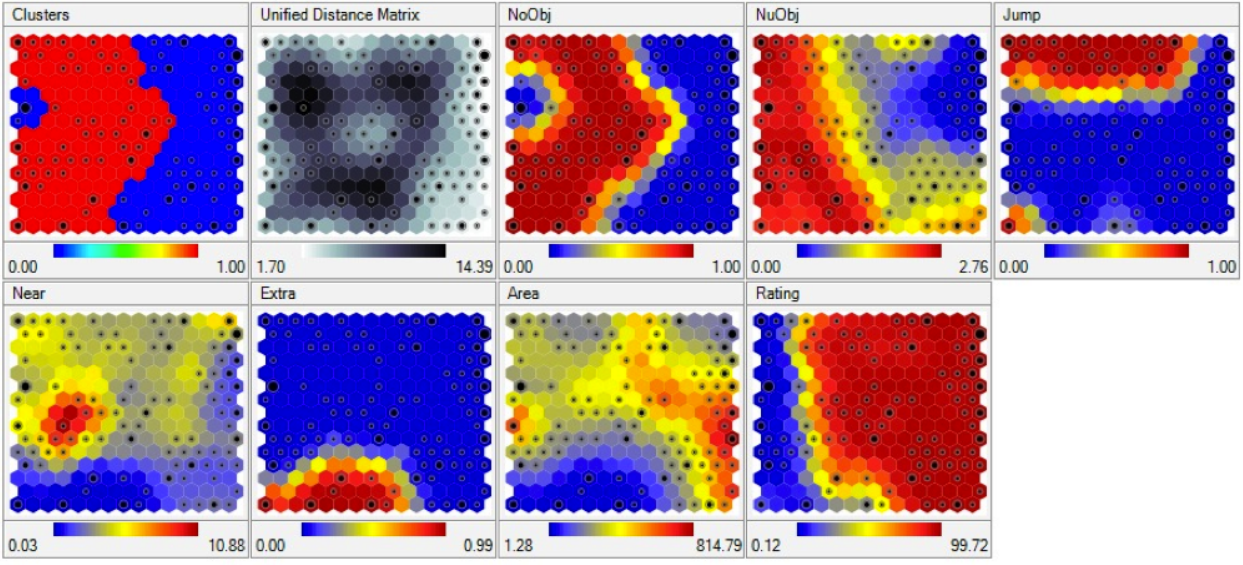 Clusters Unified Distance Matrix NoObj NuObj Jump
0.00 1.00 1.70 14.39 0.00 1.00 0.00 2.76 0.00 1.00
Near Extra Area Rating
0.03 10.88 0.00 0.99 1.28 814.79 0.12 99.72